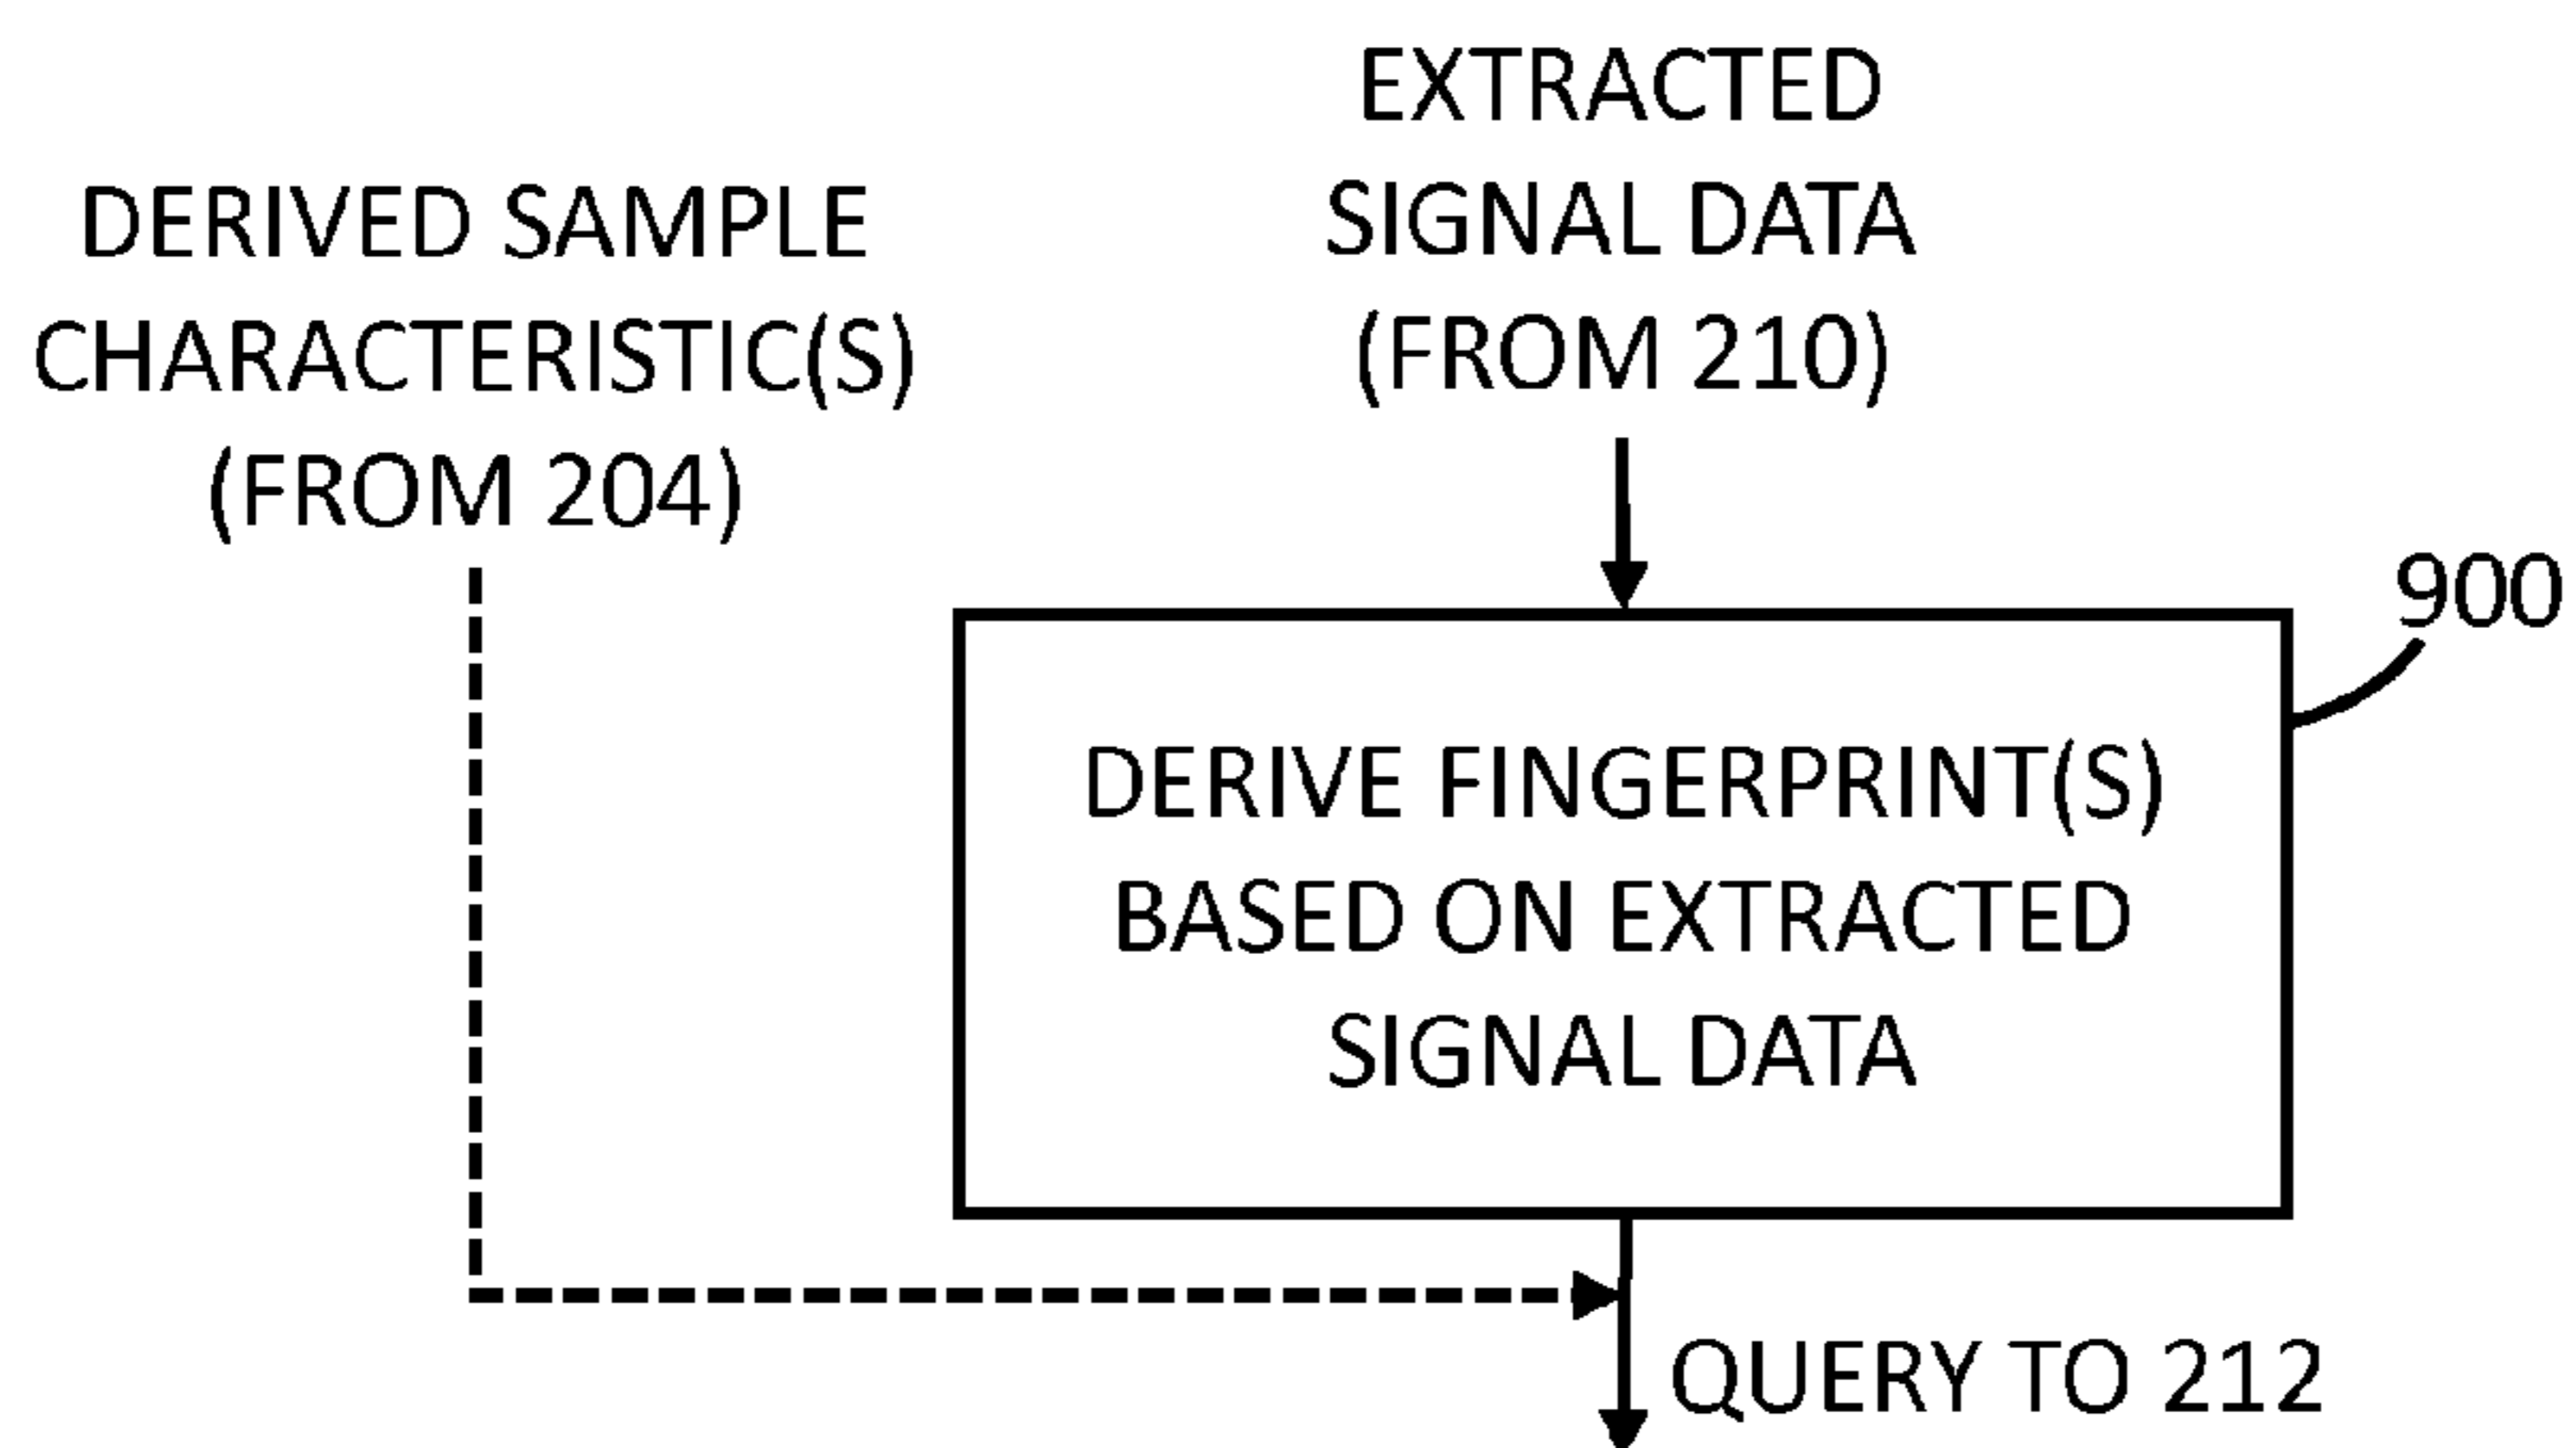 EXTRACTED
SIGNAL DATA
(FROM 210)
DERIVED SAMPLE
CHARACTERISTIC(S)
(FROM 204)
900
DERIVE FINGERPRINT(S)
BASED ON EXTRACTED
SIGNAL DATA
QUERY TO 212